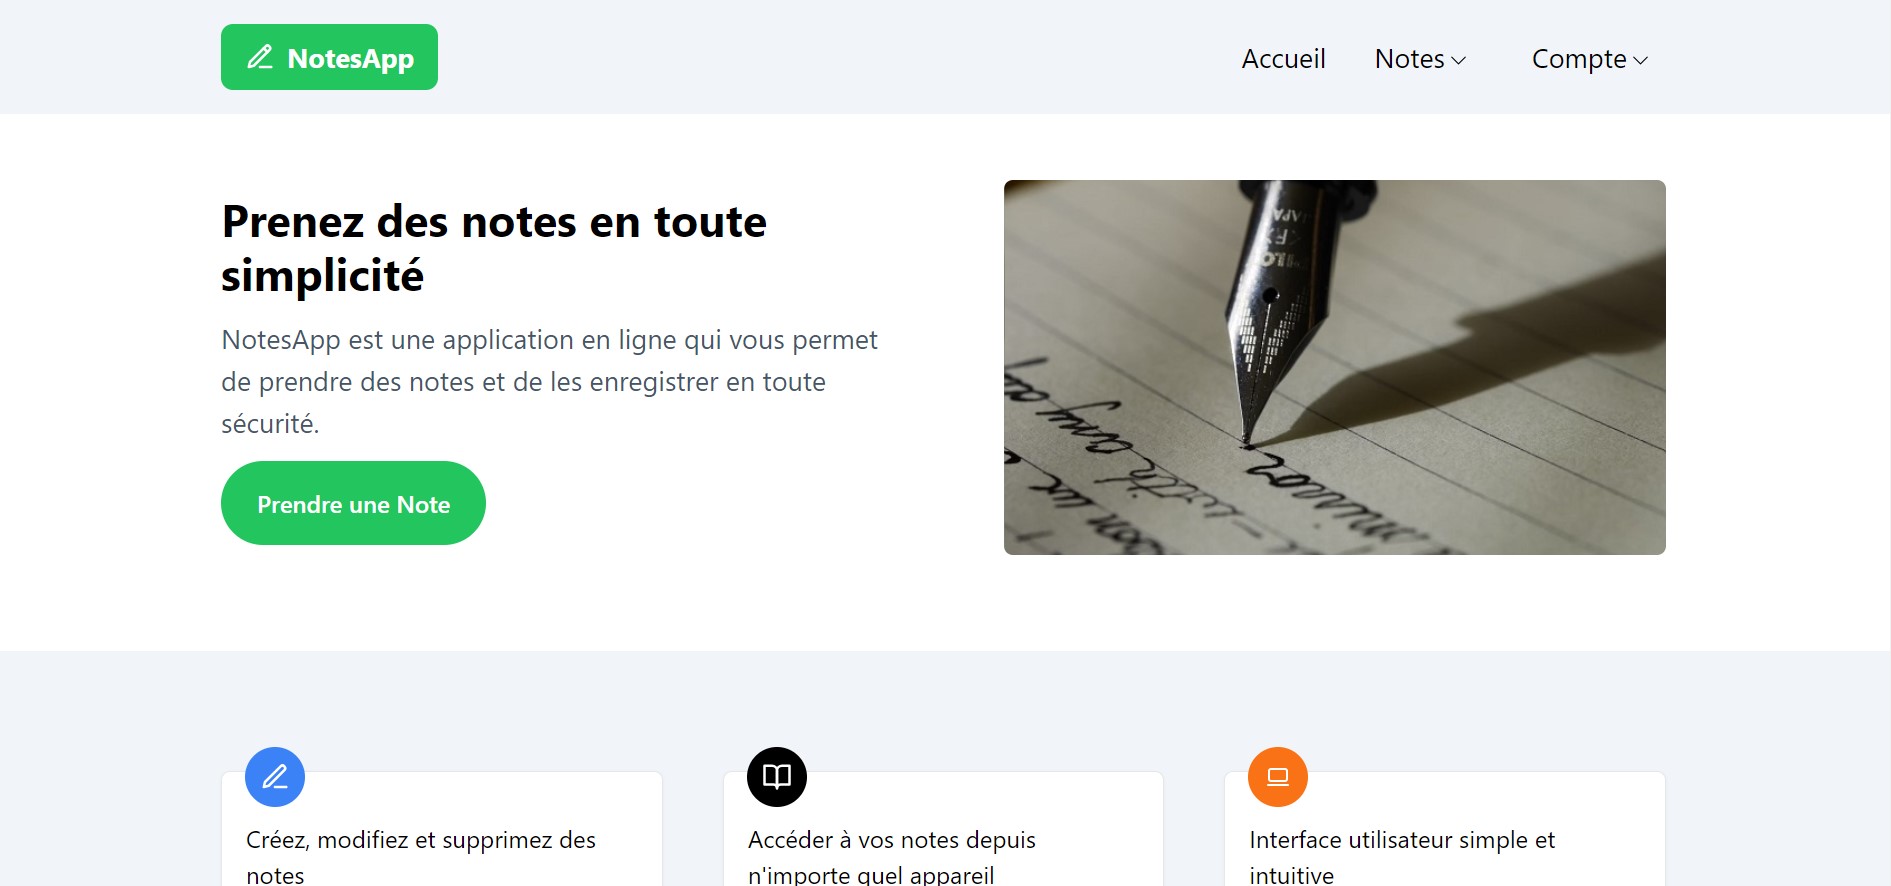 NotesApp
Accueil
Notes
Compte
Prenez des notes en toute
simplicité
NotesApp est une application en ligne qui vous permet
de prendre des notes et de les enregistrer en toute
sécurité.
Prendre une Note
Créez, modifiez et supprimez des
notes
Accéder à vos notes depuis
n'importe quel appareil
Interface utilisateur simple et
intuitive